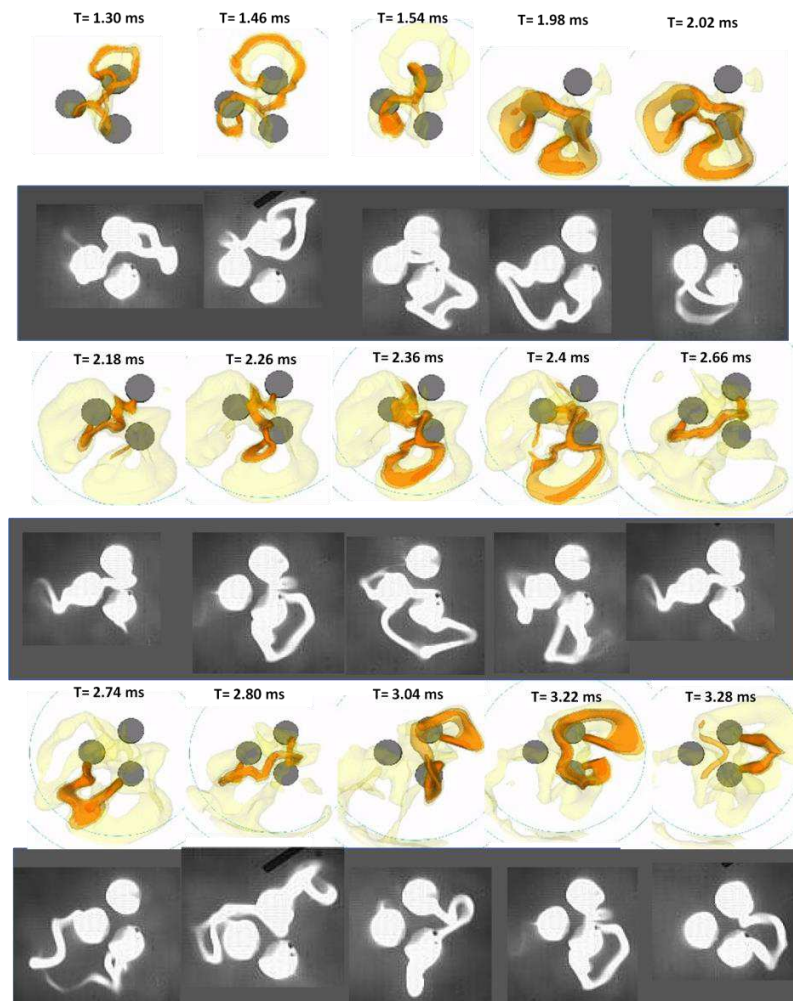 T= 1.30 ms T= 1.46 ms T= 1.54 ms T= 1.98 ms T= 2.02 ms
T= 2.18 ms T= 2.26 ms T= 2.36 ms T= 2.4 ms T= 2.66 ms
T= 2.74 ms T= 2.80 ms T= 3.04 ms T= 3.22 ms T= 3.28 ms